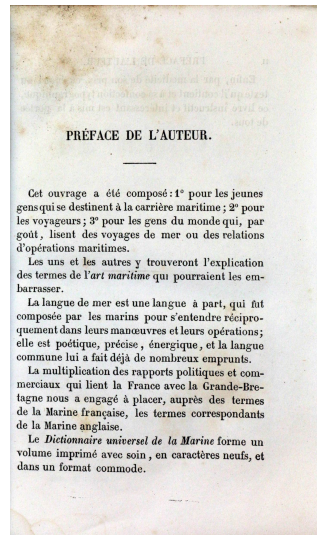 PRÉFACE DE L'AUTEUR.
Cet ouvrage a été composé : 1° pour les jeunes
gens qui se destinent à la carrière maritime ; 2° pour
les voyageurs ; 3° pour les gens du monde qui, par
goût, lisent des voyages de mer ou des relations
d'opérations maritimes.
Les uns et les autres y trouveront l'explication
des termes de l'art maritime qui pourraient les em-
barrasser.
La langue de mer est une langue à part, qui fut
composée par les marins pour s'entendre récipro-
quement dans leurs manœuvres et leurs opérations ;
elle est poétique, précise , énergique, et la langue
commune lui a fait déjà de nombreux emprunts.
La multiplication des rapports politiques et com-
merciaux qui lient la France avec la Grande-Bre-
tagne nous a engagé à placer, auprès des termes
de la Marine française, les termes correspondants
de la Marine anglaise.
Le Dictionnaire universel de la Marine forme un
volume imprimé avec soin , en caractères neufs, et
dans un format commode.